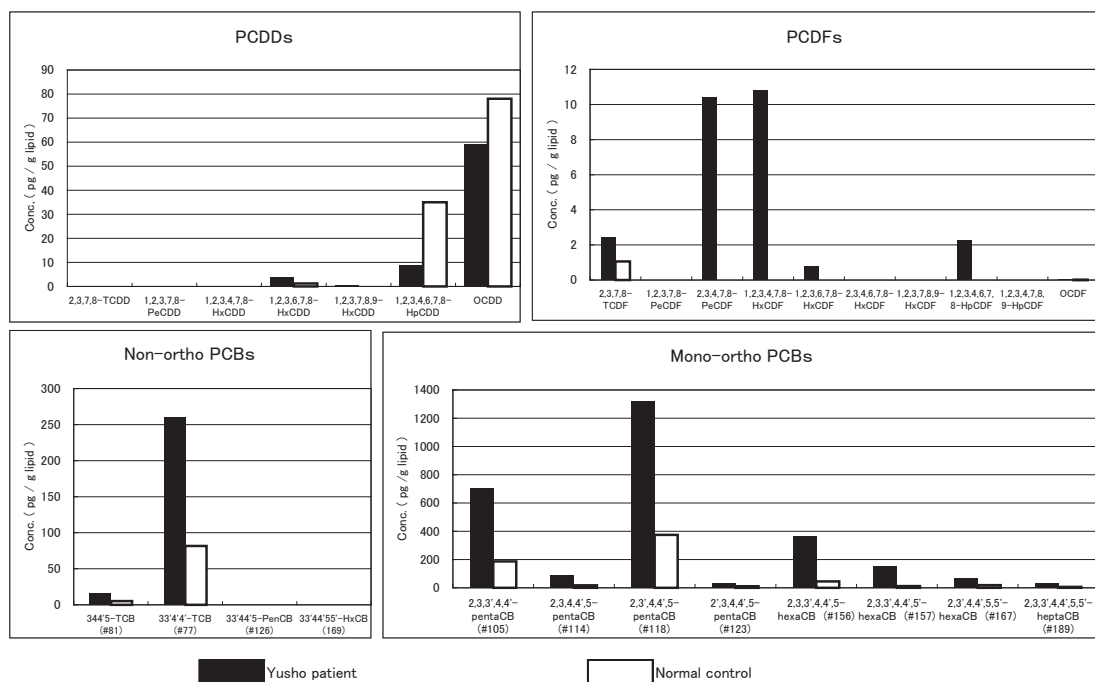 PCDDs
Conc. ( pg / g lipid )
90
80
70
60
50
40
30
20
10
0
2,3,7,8-TCDD
1,2,3,7,8-
PeCDD
1,2,3,4,7,8-
HxCDD
1,2,3,6,7,8-
HxCDD
1,2,3,7,8,9-
HxCDD
1,2,3,4,6,7,8-
HpCDD
OCDD
PCDFs
Conc. ( pg / g lipid )
12
10
8
6
4
2
0
2,3,7,8-
TCDF
1,2,3,7,8-
PeCDF
2,3,4,7,8-
PeCDF
1,2,3,4,7,8-
HxCDF
1,2,3,6,7,8-
HxCDF
2,3,4,6,7,8-
HxCDF
1,2,3,7,8,9-
HxCDF
1,2,3,4,6,7,
8-HpCDF
1,2,3,4,7,8,
9-HpCDF
OCDF
Non-ortho PCBs
Conc. ( pg / g lipid )
300
250
200
150
100
50
0
344'5-TCB
(#81)
33'4'4'-TCB
(#77)
33'44'5-PenCB
(#126)
33'44'55'-HxCB
(169)
Mono-ortho PCBs
Conc. ( pg /g lipid )
1400
1200
1000
800
600
400
200
0
2,3,3',4,4'-
pentaCB
(#105)
2,3,4,4',5-
pentaCB
(#114)
2,3',4,4',5-
pentaCB
(#118)
2',3,4,4',5-
pentaCB
(#123)
2,3,3',4,4',5-
hexaCB (#156)
2,3,3',4,4',5'-
hexaCB (#157)
2,3',4,4',5,5'-
hexaCB (#167)
2,3,3',4,4',5,5'-
heptaCB
(#189)
Yusho patient
Normal control